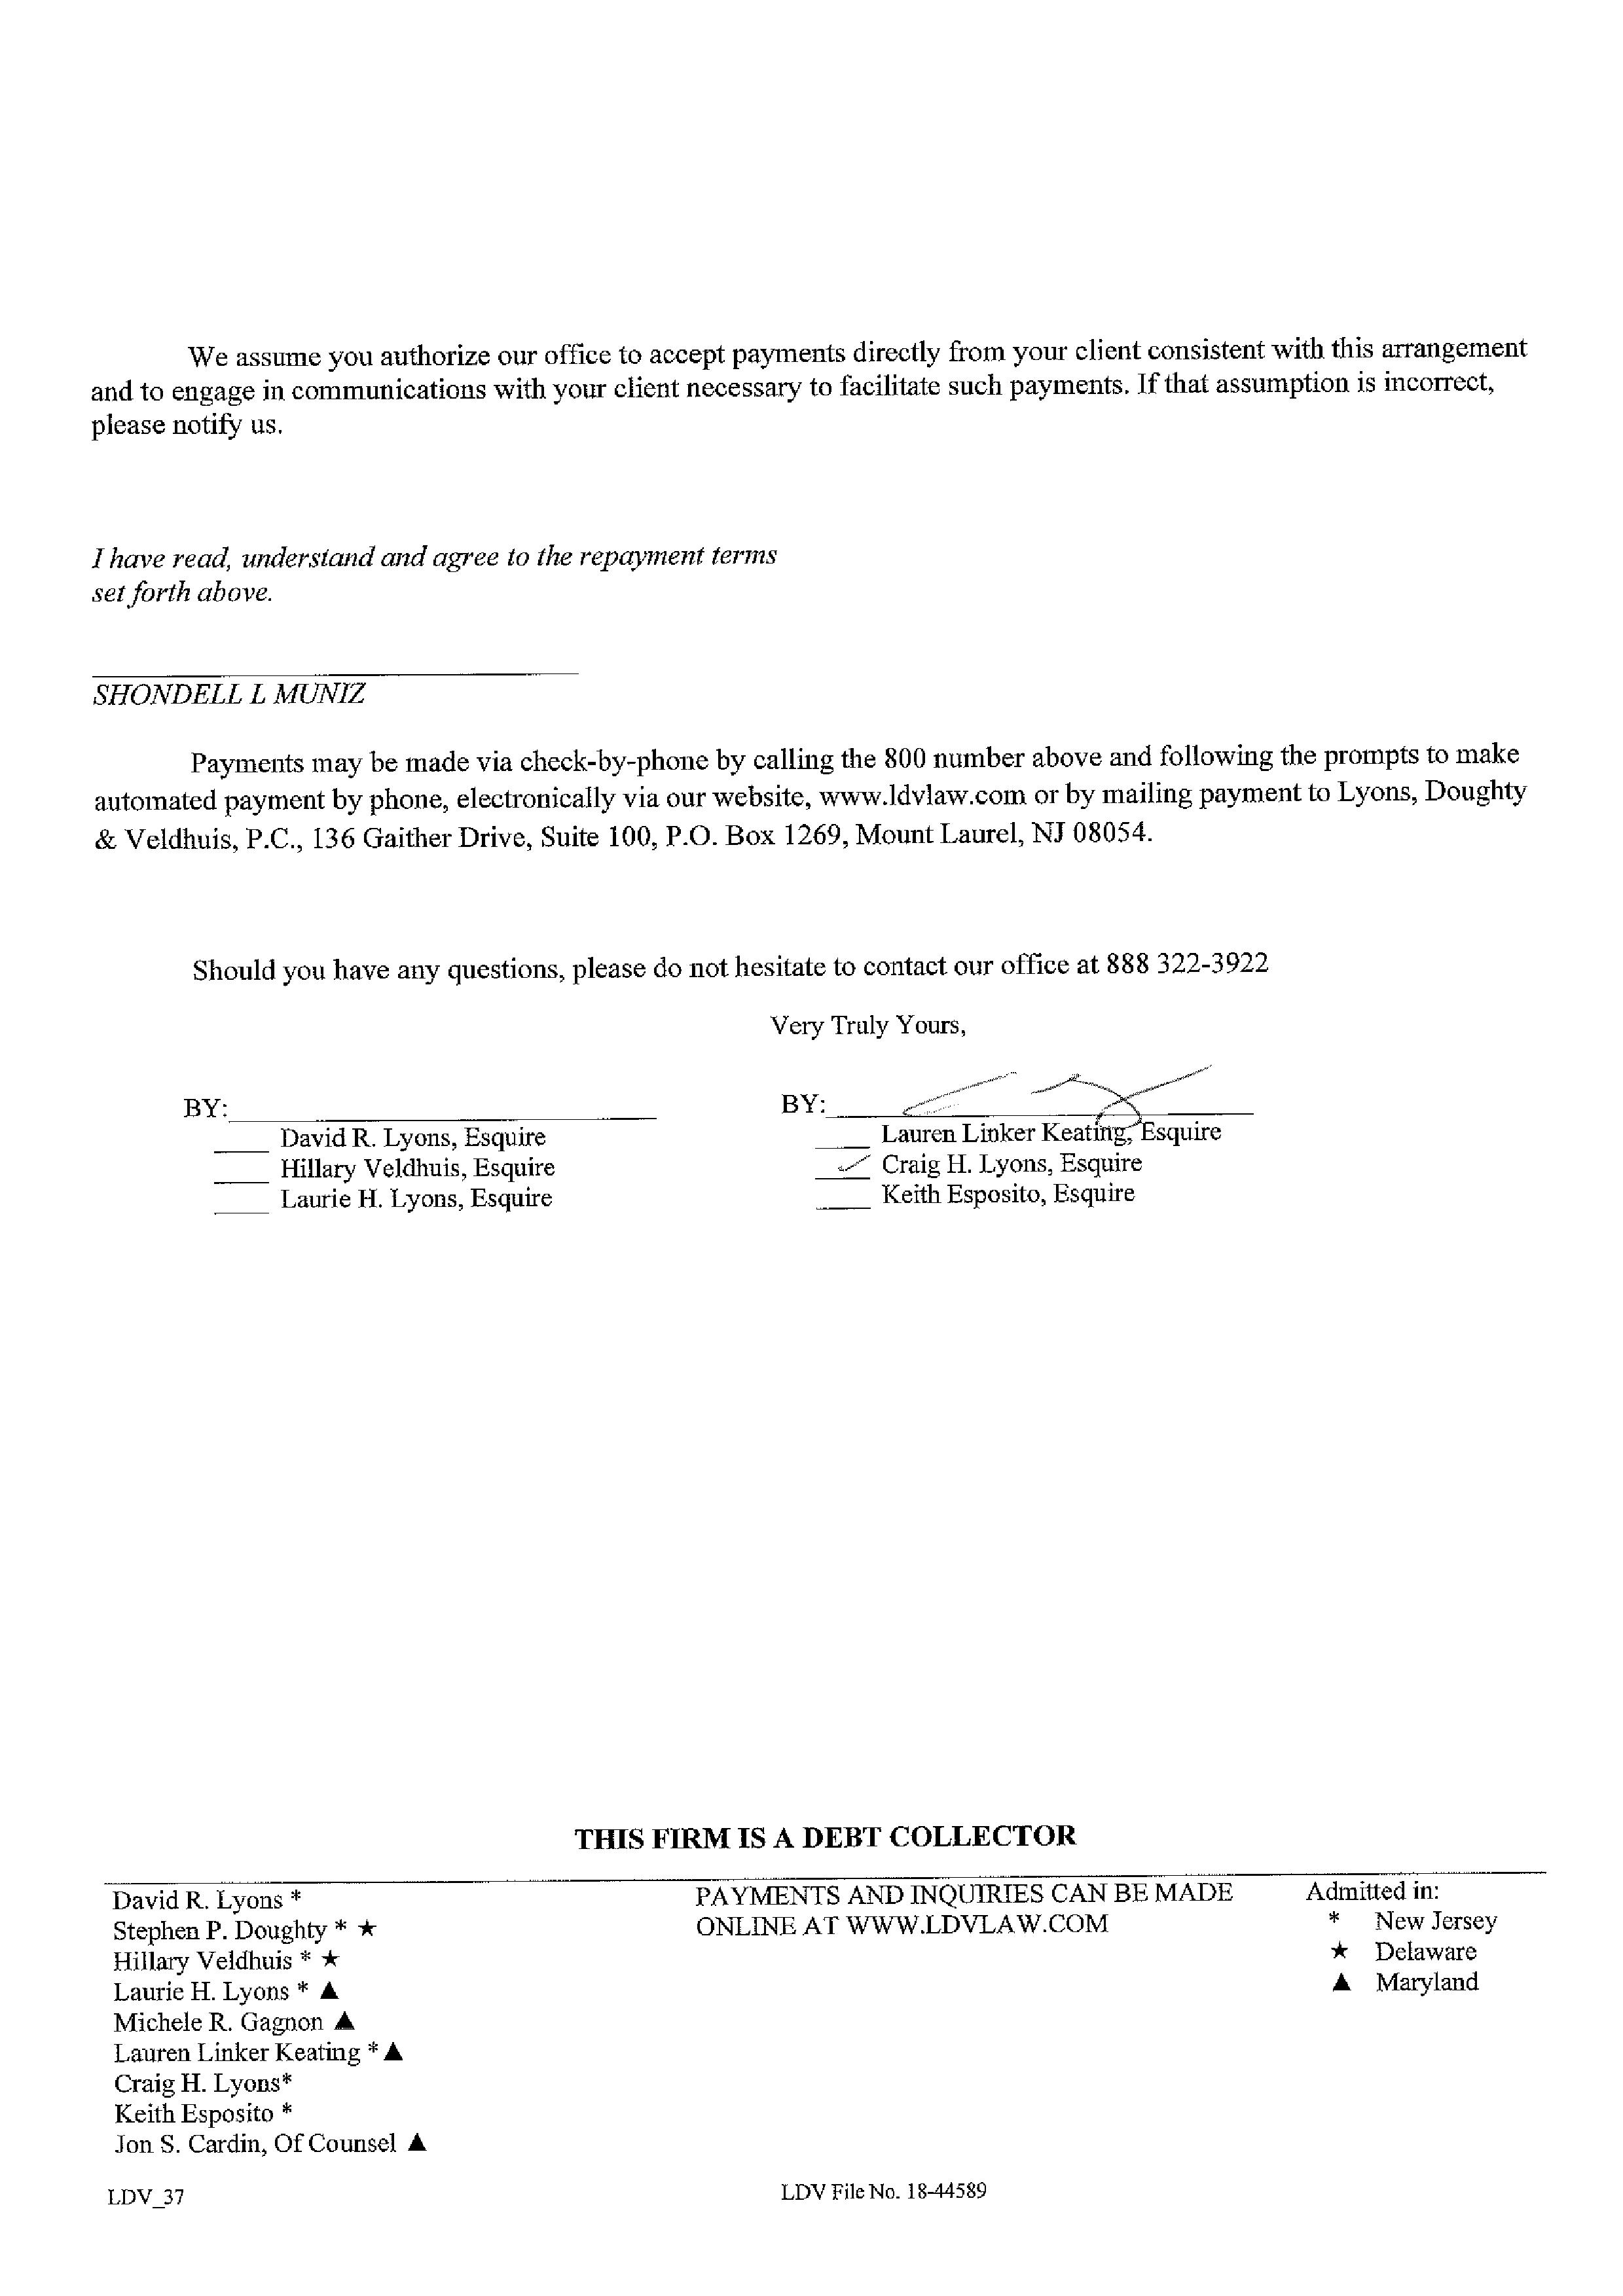 We assume you authorize our office to accept payments directly from your client consistent with this arrangement
and to engage in communications with your client necessary to facilitate such payments. If that assumption is incorrect,
please notify us.
I have read, understand and agree to the repayment terms
set forth above.
SHONDELL L MUNIZ
Payments may be made via check-by-phone by calling the 800 number above and following the prompts to make
automated payment by phone, electronically via our website, www.ldvlaw.com or by mailing payment to Lyons, Doughty
& Veldhuis, P.C., 136 Gaither Drive, Suite 100, P.O. Box 1269, Mount Laurel, NJ 08054.
Should you have any questions, please do not hesitate to contact our office at 888 322-3922
Very Truly Yours,
BY:
David R. Lyons, Esquire
Hillary Veldhuis, Esquire
Laurie H. Lyons, Esquire
BY:
Lauren Linker Keating, Esquire
✓ Craig H. Lyons, Esquire
Keith Esposito, Esquire
THIS FIRM IS A DEBT COLLECTOR
David R. Lyons *
Stephen P. Doughty * ★
Hillary Veldhuis * ★
Laurie H. Lyons * ▲
Michele R. Gagnon ▲
Lauren Linker Keating * ▲
Craig H. Lyons*
Keith Esposito *
Jon S. Cardin, Of Counsel ▲
PAYMENTS AND INQUIRIES CAN BE MADE
ONLINE AT WWW.LDVLAW.COM
Admitted in:
* New Jersey
★ Delaware
▲ Maryland
LDV_37
LDV File No. 18-44589